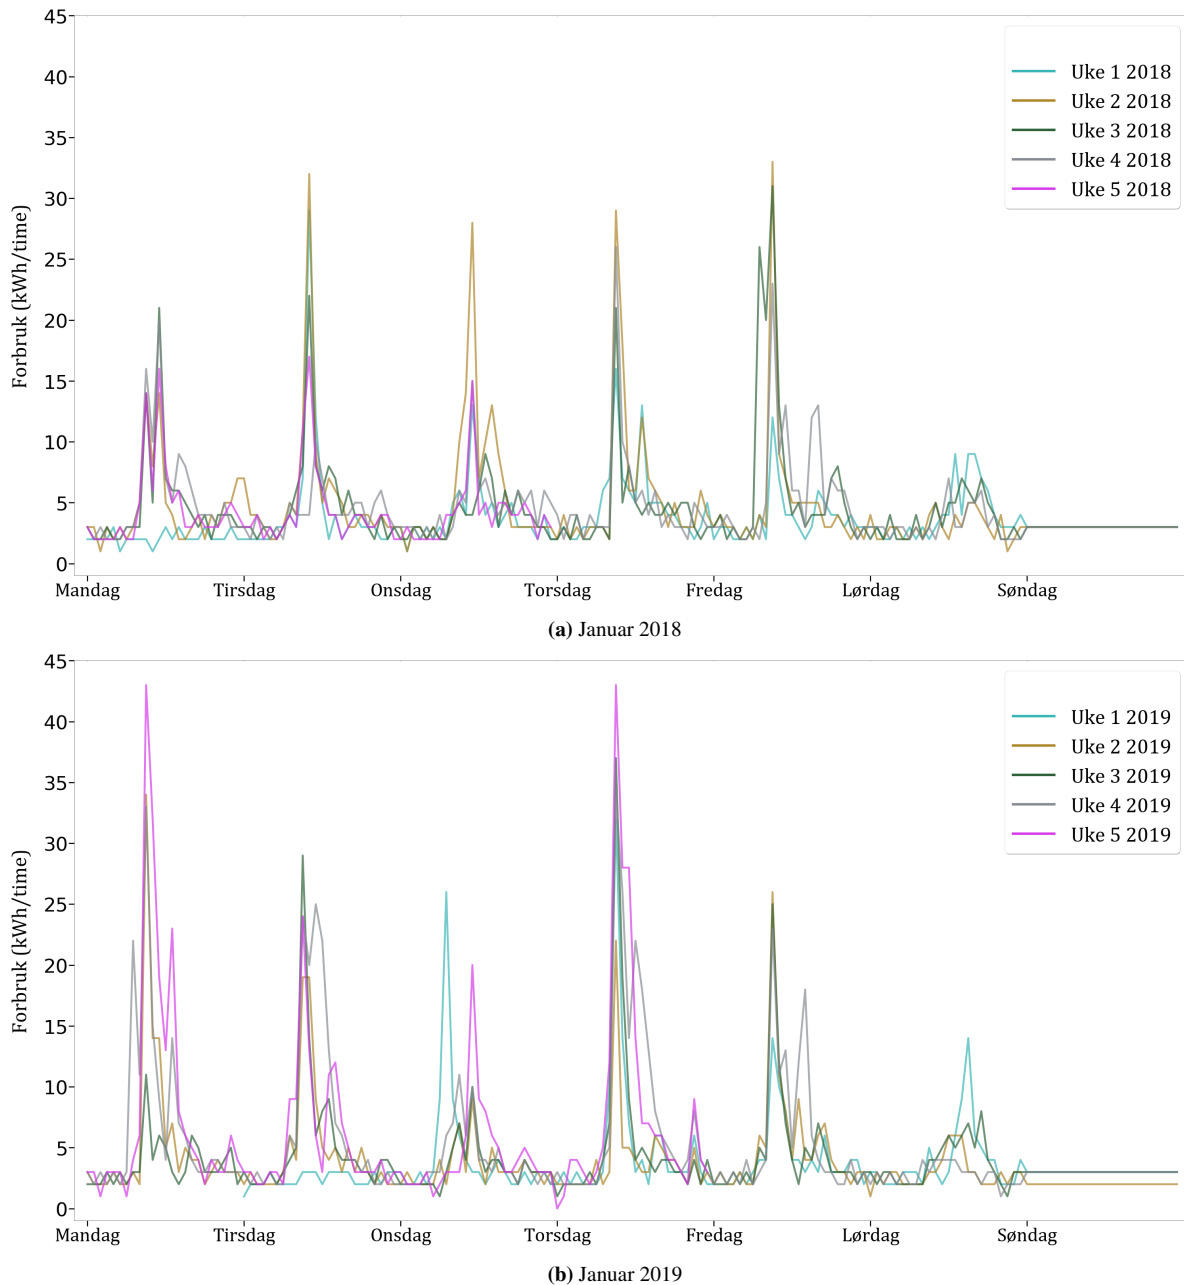 45
40
35
30
25
20
15
10
5
0
Forbruk (kWh/time)
Uke 1 2018
Uke 2 2018
Uke 3 2018
Uke 4 2018
Uke 5 2018
Mandag Tirsdag Onsdag Torsdag Fredag Lørdag Søndag
(a) Januar 2018
45
40
35
30
25
20
15
10
5
0
Forbruk (kWh/time)
Uke 1 2019
Uke 2 2019
Uke 3 2019
Uke 4 2019
Uke 5 2019
Mandag Tirsdag Onsdag Torsdag Fredag Lørdag Søndag
(b) Januar 2019